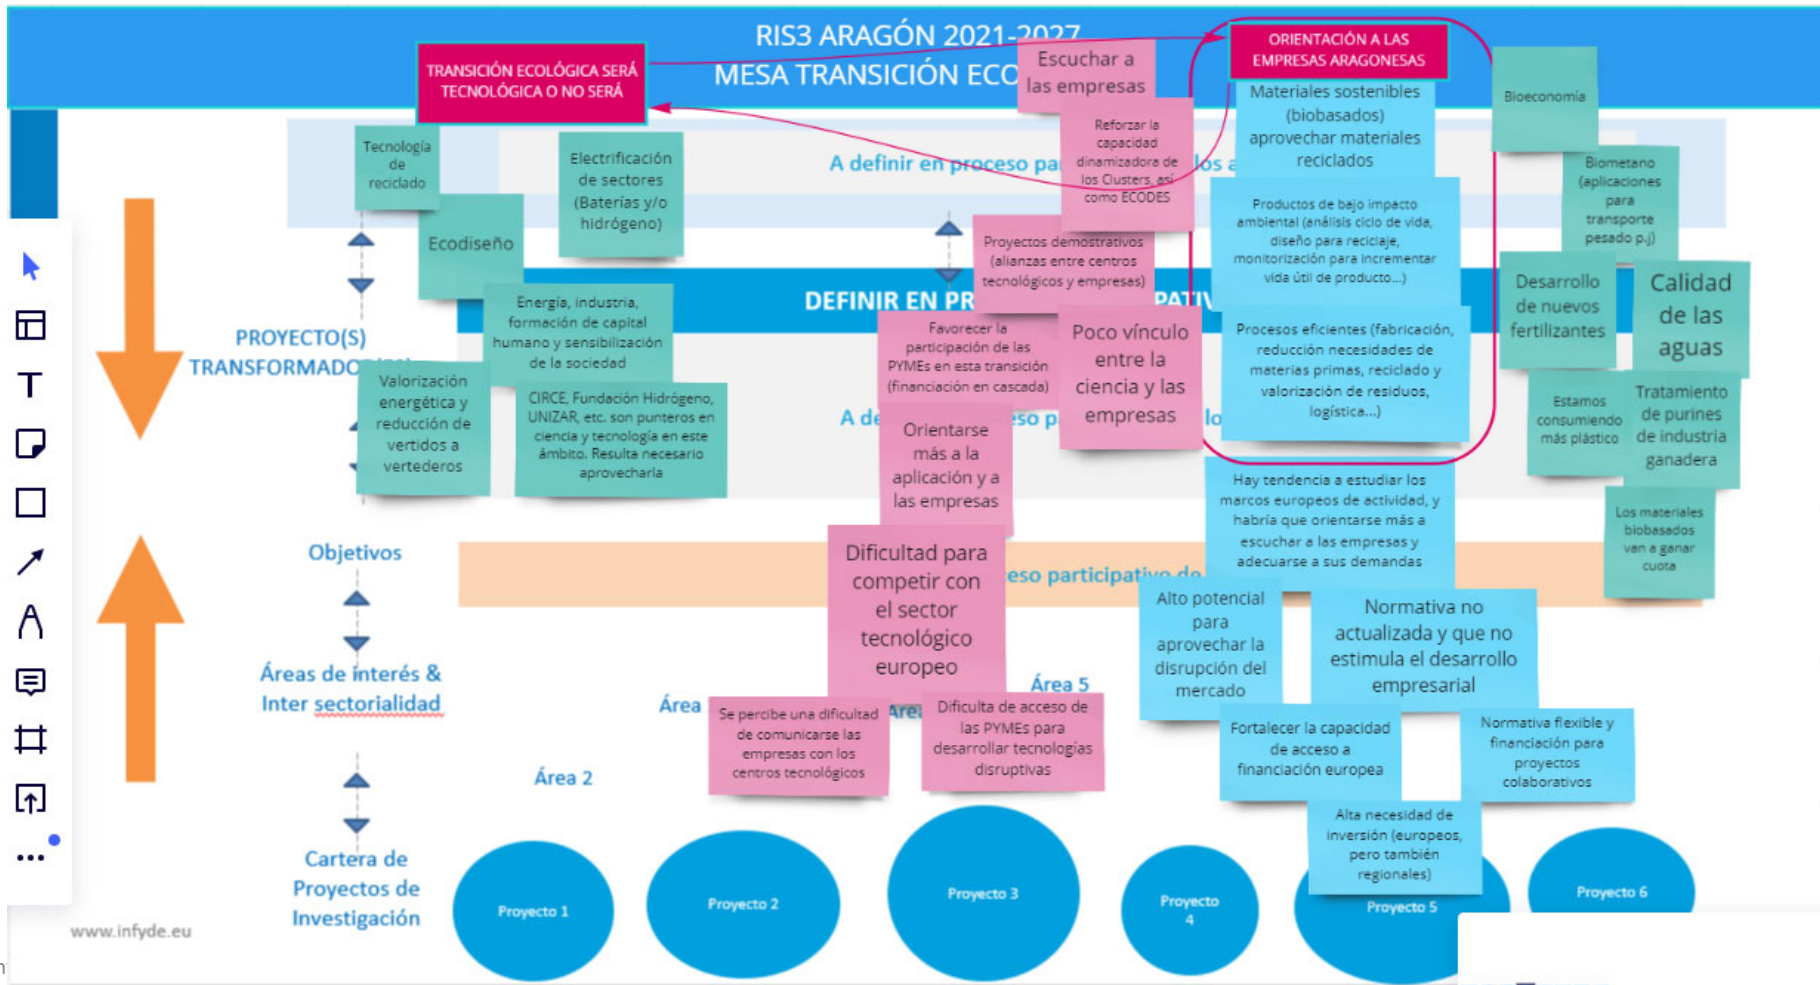 RIS3 ARAGÓN 2021-2027
MESA TRANSICIÓN ECO
TRANSICIÓN ECOLÓGICA SERÁ
TECNOLÓGICA O NO SERÁ
ORIENTACIÓN A LAS
EMPRESAS ARAGONESAS
Escuchar a
las empresas
Reforzar la
capacidad
dinamizadora de
los Clusters, así
como ECODES
Materiales sostenibles
(biobasados)
aprovechar materiales
reciclados
Bioeconomía
Tecnología
de
reciclado
Electrificación
de sectores
(Baterías y/o
hidrógeno)
A definir en proceso pa
los a
Biometano
(aplicaciones
para
transporte
pesado p.j)
Ecodiseño
Proyectos demostrativos
(alianzas entre centros
tecnológicos y empresas)
Productos de bajo impacto
ambiental (análisis ciclo de vida,
diseño para reciclaje,
monitorización para incrementar
vida útil de producto...)
Desarrollo
de nuevos
fertilizantes
Calidad
de las
aguas
Energía, industria,
formación de capital
humano y sensibilización
de la sociedad
DEFINIR EN PR
PATIV
PROYECTO(S)
TRANSFORMADO
Favorecer la
participación de las
PYMEs en esta transición
(financiación en cascada)
Poco vínculo
entre la
ciencia y las
empresas
Procesos eficientes (fabricación,
reducción necesidades de
materias primas, reciclado y
valorización de residuos,
logística...)
Valorización
energética y
reducción de
vertidos a
vertederos
CIRCE, Fundación Hidrógeno,
UNIZAR, etc. son punteros en
ciencia y tecnología en este
ámbito. Resulta necesario
aprovecharla
A de
eso p
lo
Orientarse
más a la
aplicación y a
las empresas
Estamos
consumiendo
más plástico
Tratamiento
de purines
de industria
ganadera
Hay tendencia a estudiar los
marcos europeos de actividad, y
habría que orientarse más a
escuchar a las empresas y
adecuarse a sus demandas
Los materiales
biobasados
van a ganar
cuota
Objetivos
Dificultad para
competir con
el sector
tecnológico
europeo
eso participativo de
Alto potencial
para
aprovechar la
disrupción del
mercado
Normativa no
actualizada y que no
estimula el desarrollo
empresarial
Áreas de interés &
Inter sectorialidad
Área
Área 5
Se percibe una dificultad
de comunicarse las
empresas con los
centros tecnológicos
Área
Dificulta de acceso de
las PYMEs para
desarrollar tecnologías
disruptivas
Fortalecer la capacidad
de acceso a
financiación europea
Normativa flexible y
financiación para
proyectos
colaborativos
Área 2
Alta necesidad de
inversión (europeos,
pero también
regionales)
Cartera de
Proyectos de
Investigación
Proyecto 1
Proyecto 2
Proyecto 3
Proyecto
4
Proyecto 5
Proyecto 6
www.infyde.eu